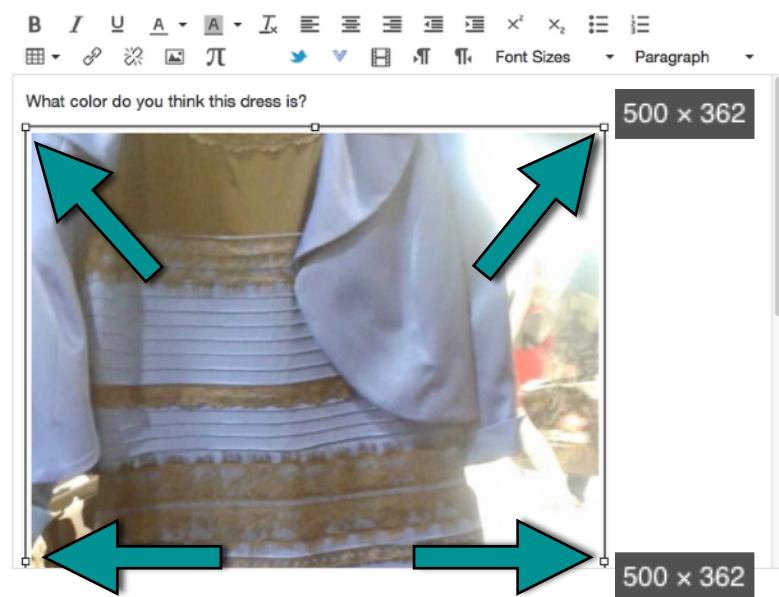 B I U A A Tx x² x₂
π Font Sizes Paragraph
What color do you think this dress is?
500 × 362
500 × 362